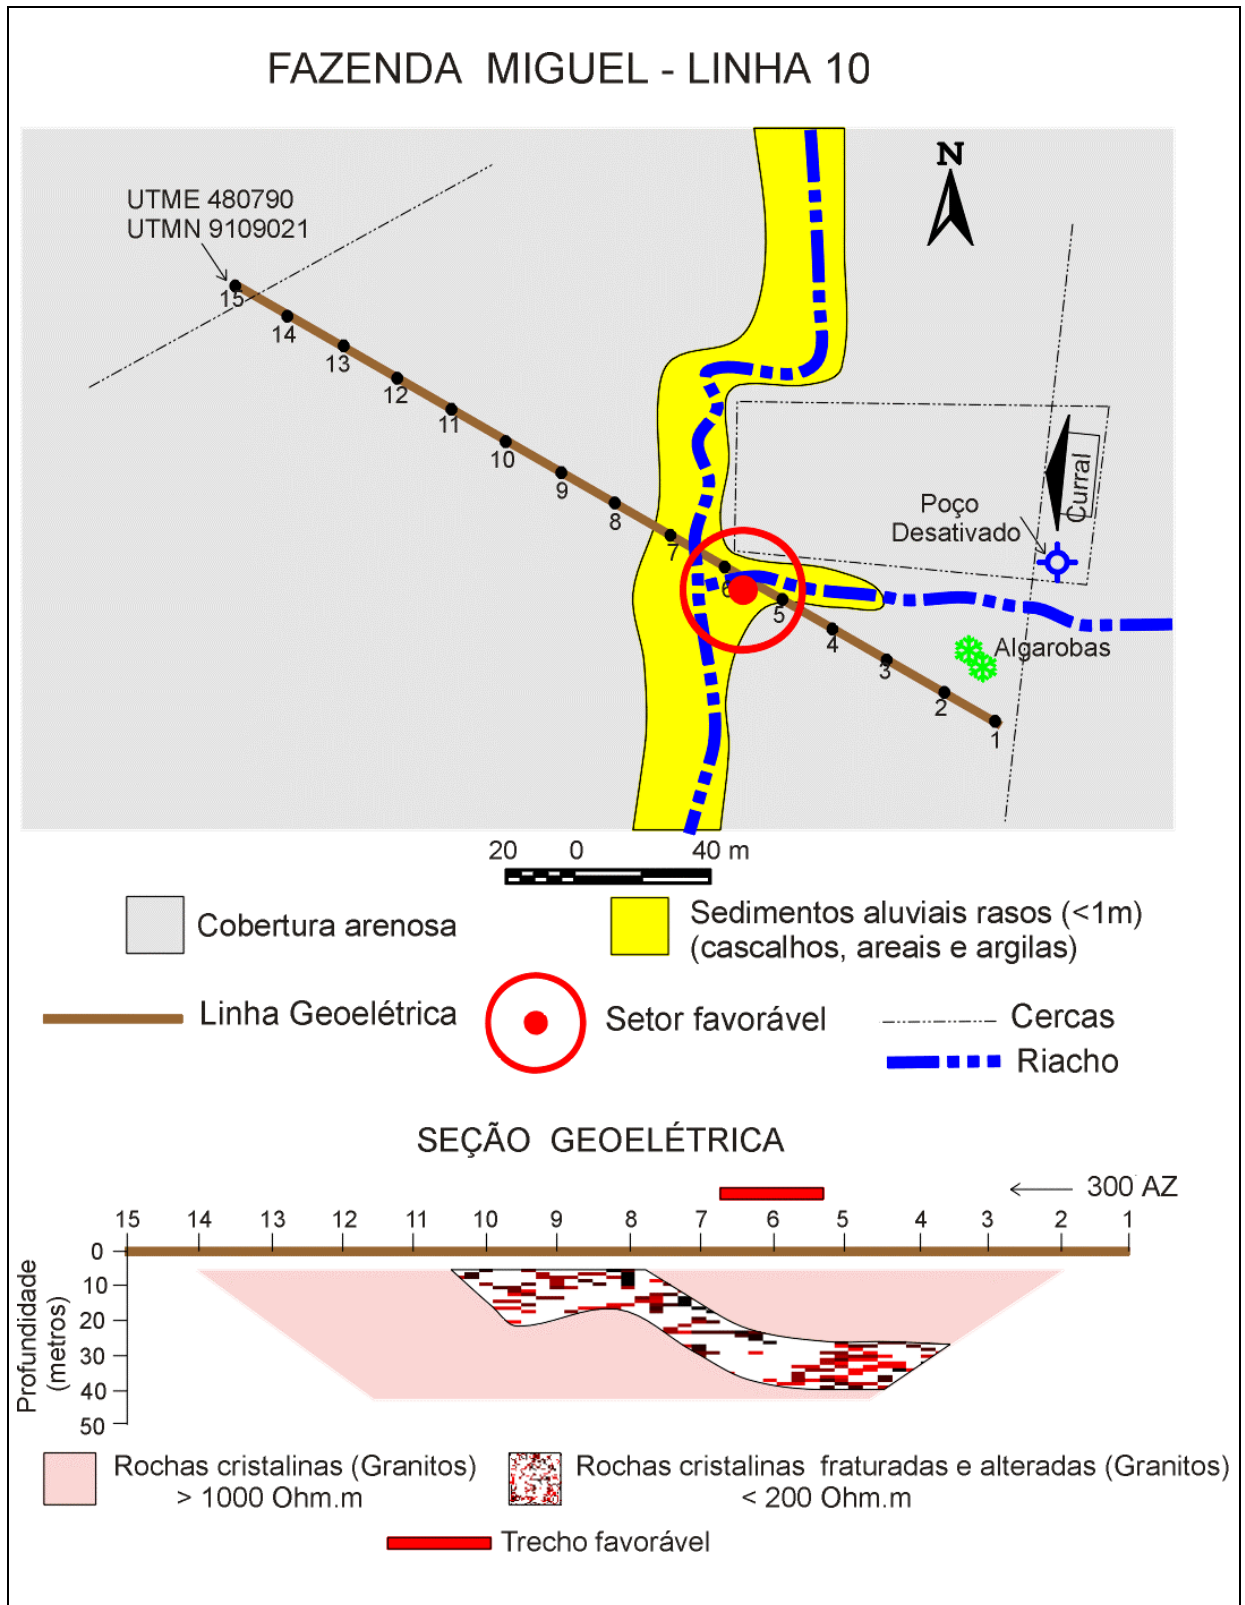 FAZENDA MIGUEL - LINHA 10
UTME 480790
UTMN 9109021
N
15
14
13
12
11
10
9
8
7
6
5
4
3
2
1
Curral
Poço
Desativado
Algarobas
20 0 40 m
Cobertura arenosa
Sedimentos aluviais rasos (<1m)
(cascalhos, areais e argilas)
Linha Geoelétrica
Setor favorável
Cercas
Riacho
SEÇÃO GEOELÉTRICA
300 AZ
15 14 13 12 11 10 9 8 7 6 5 4 3 2 1
Profundidade
(metros)
0
10
20
30
40
50
Rochas cristalinas (Granitos)
> 1000 Ohm.m
Rochas cristalinas fraturadas e alteradas (Granitos)
< 200 Ohm.m
Trecho favorável